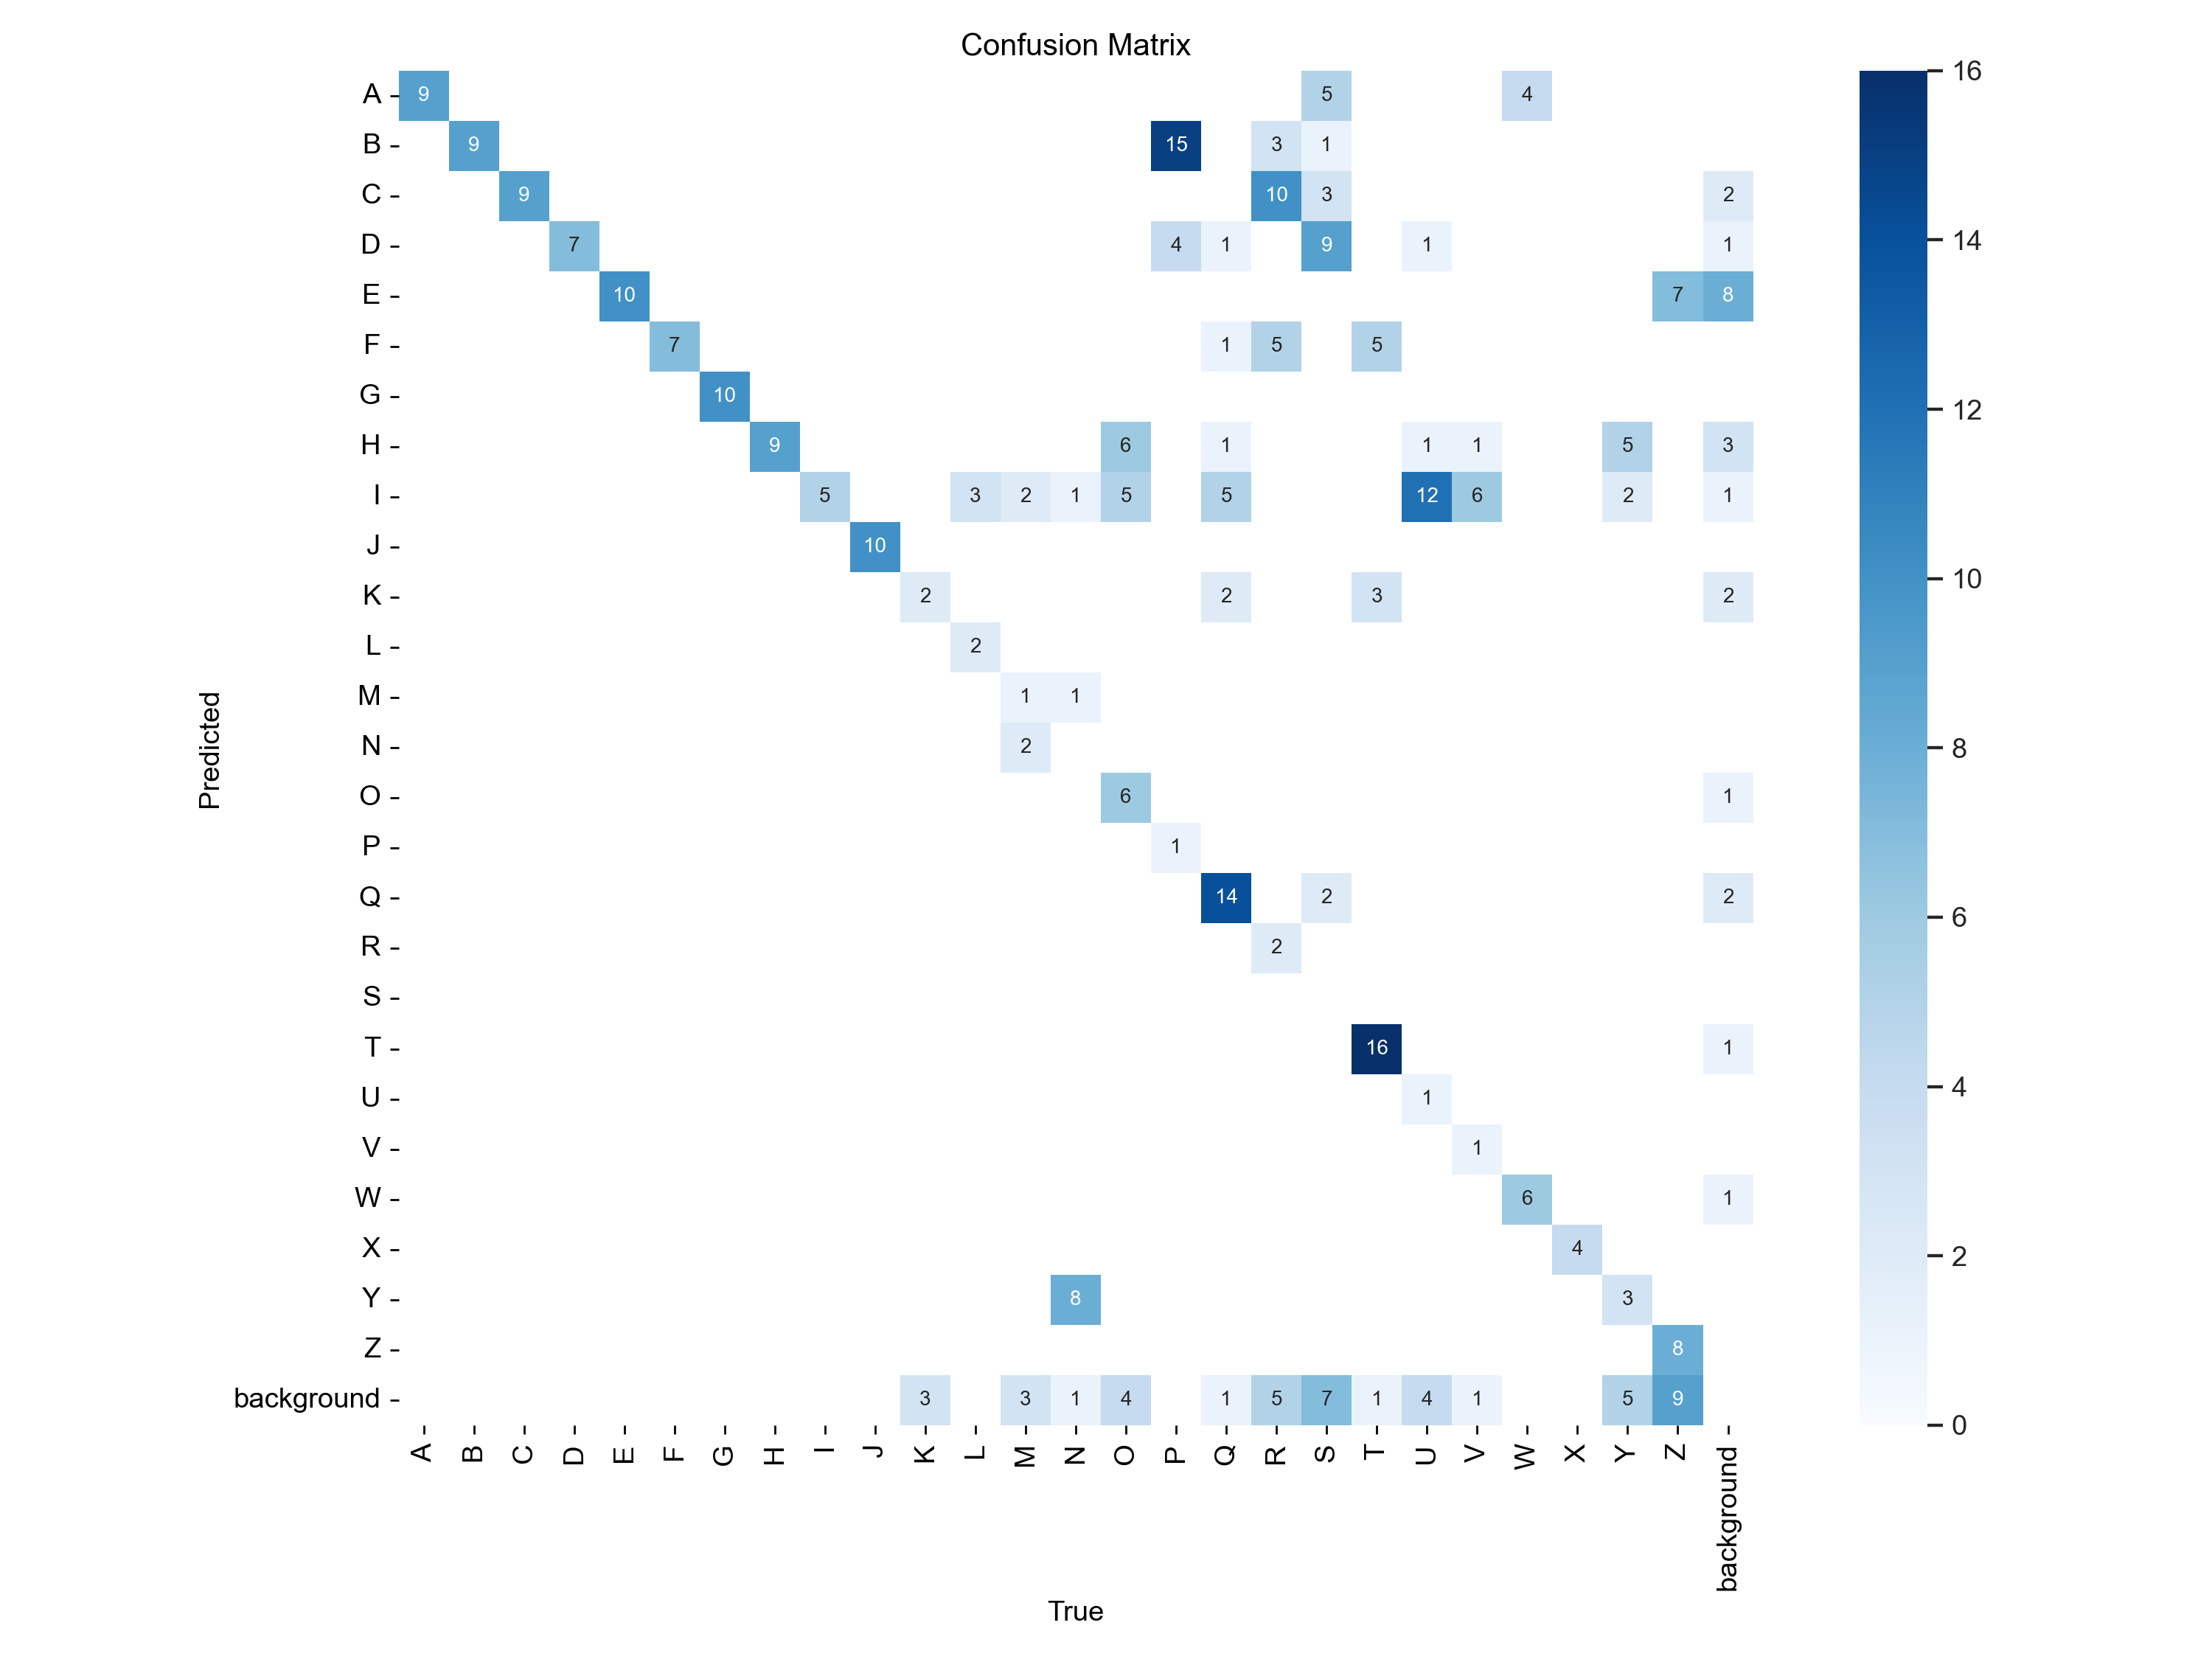 Confusion Matrix
A 9 5 4
B 9 15 3 1
C 9 10 3 2
D 7 4 1 9 1 1
E 10 7 8
F 7 1 5 5
G 10
H 9 6 1 1 1 5 3
I 5 3 2 1 5 5 12 6 2 1
J 10
K 2 2 3 2
L 2
M 1 1
N 2
O 6 1
P 1
Q 14 2 2
R 2
S
T 16 1
U 1
V 1
W 6 1
X 4
Y 8 3
Z 8
background 3 3 1 4 1 5 7 1 4 1 5 9
A B C D E F G H I J K L M N O P Q R S T U V W X Y Z background
True
Predicted
16
14
12
10
8
6
4
2
0